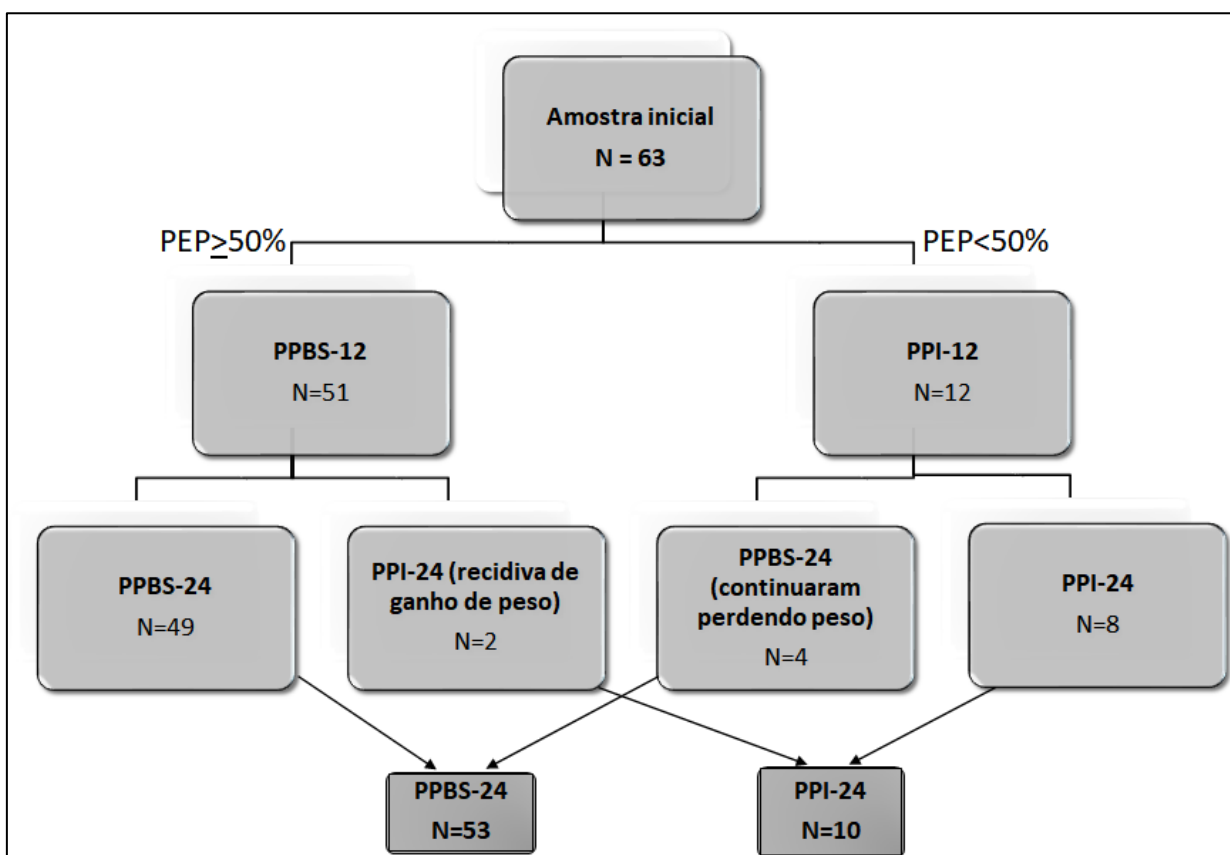 Amostra inicial
N = 63
PEP≥50%
PEP<50%
PPBS-12
N=51
PPI-12
N=12
PPBS-24
N=49
PPI-24 (recidiva de
ganho de peso)
N=2
PPBS-24
(continuaram
perdendo peso)
N=4
PPI-24
N=8
PPBS-24
N=53
PPI-24
N=10